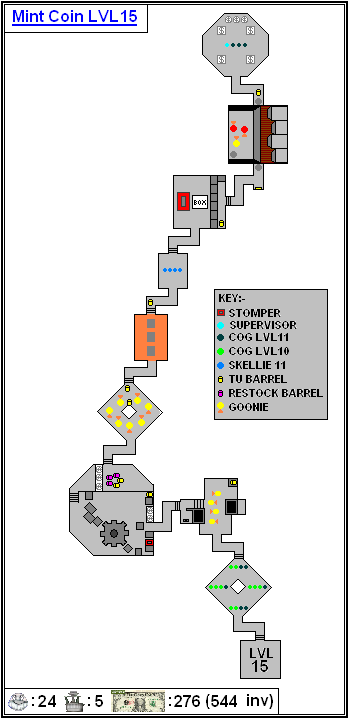 Mint Coin LVL15
BOX
KEY:-
STOMPER
SUPERVISOR
COG LVL11
COG LVL10
SKELLIE 11
TU BARREL
RESTOCK BARREL
GOONIE
LVL
15
:24 :5 :276 (544 inv)